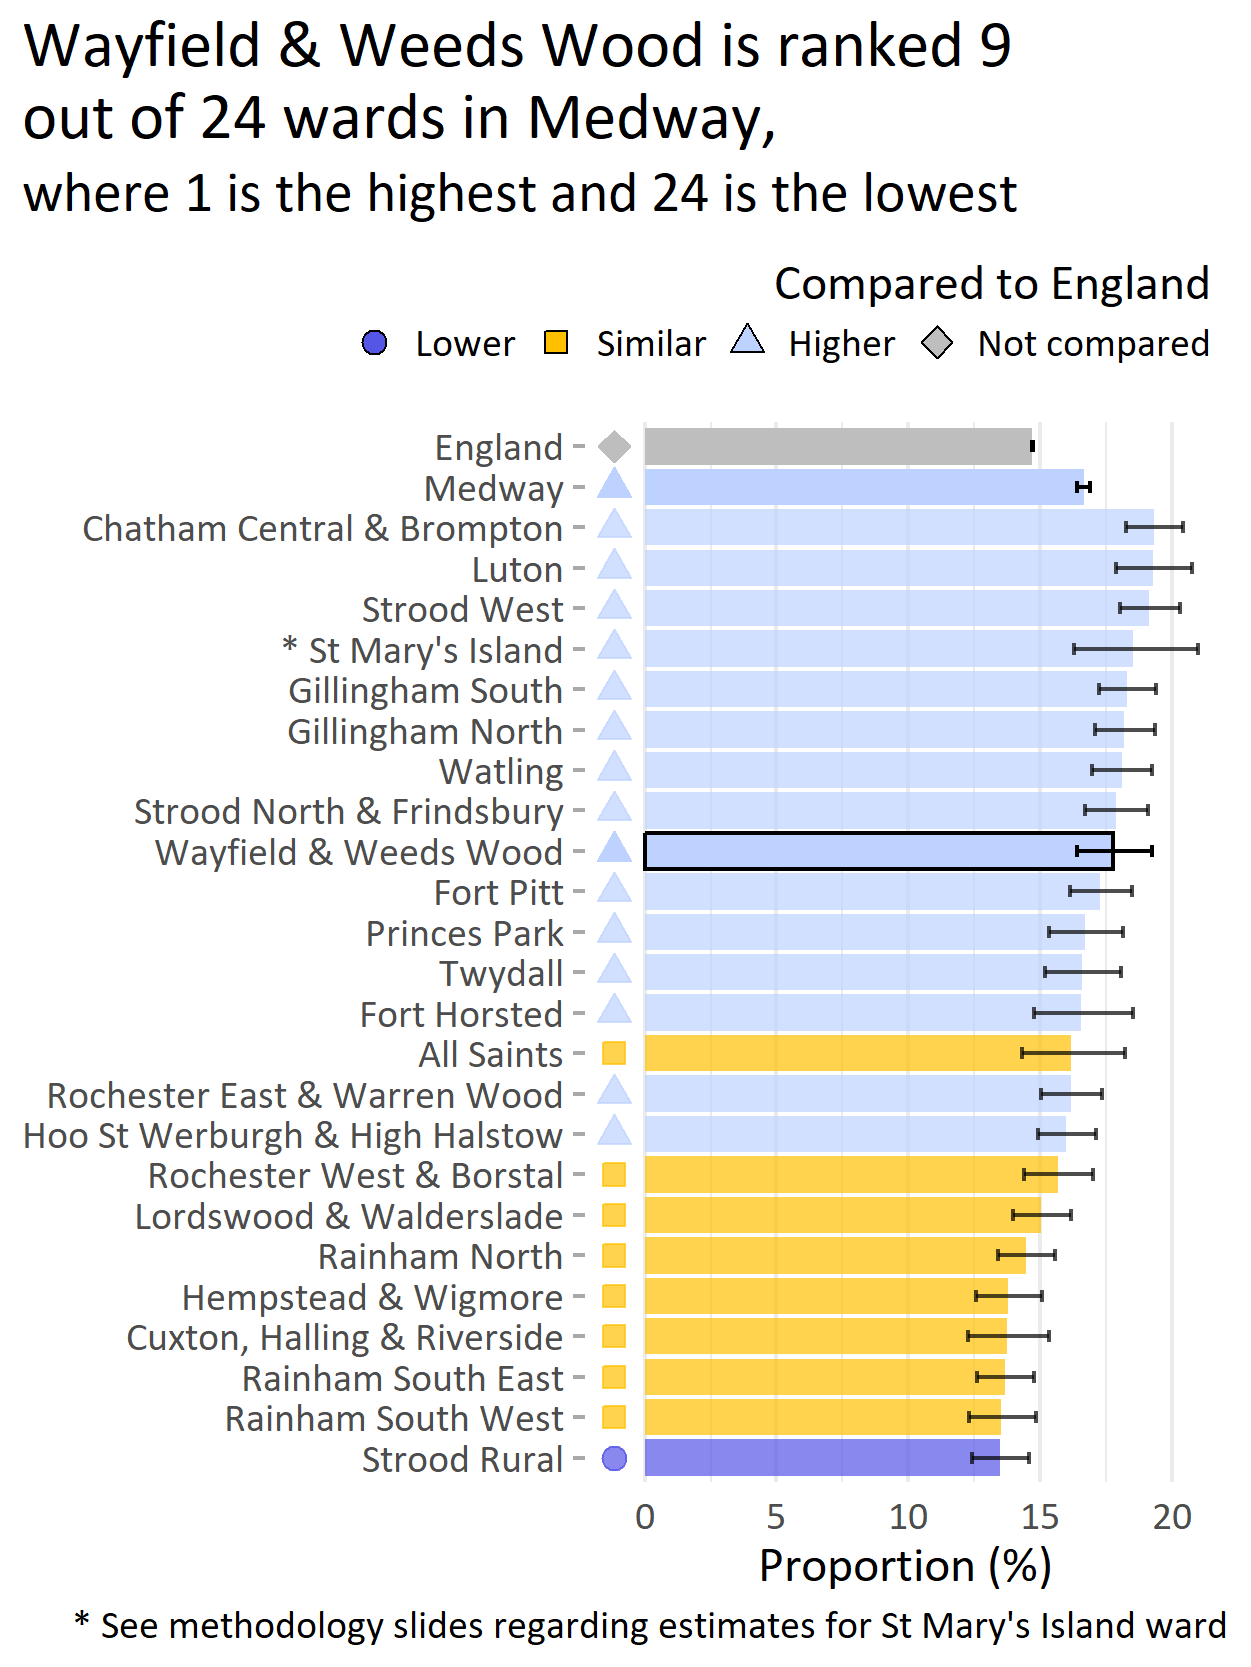 Wayfield & Weeds Wood is ranked 9
out of 24 wards in Medway,
where 1 is the highest and 24 is the lowest
Compared to England
Lower Similar Higher Not compared
England
Medway
Chatham Central & Brompton
Luton
Strood West
* St Mary's Island
Gillingham South
Gillingham North
Watling
Strood North & Frindsbury
Wayfield & Weeds Wood
Fort Pitt
Princes Park
Twydall
Fort Horsted
All Saints
Rochester East & Warren Wood
Hoo St Werburgh & High Halstow
Rochester West & Borstal
Lordswood & Walderslade
Rainham North
Hempstead & Wigmore
Cuxton, Halling & Riverside
Rainham South East
Rainham South West
Strood Rural
0 5 10 15 20
Proportion (%)
* See methodology slides regarding estimates for St Mary's Island ward